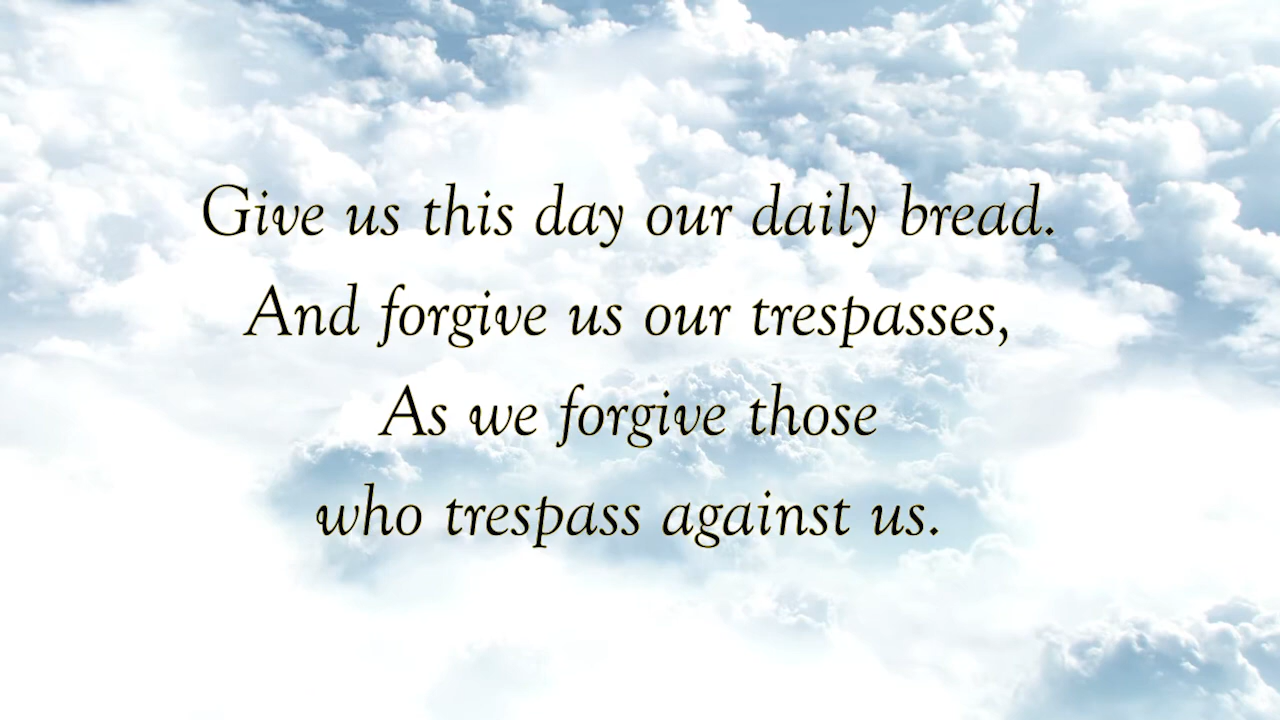 Give us this day our daily bread.
And forgive us our trespasses,
As we forgive those
who trespass against us.